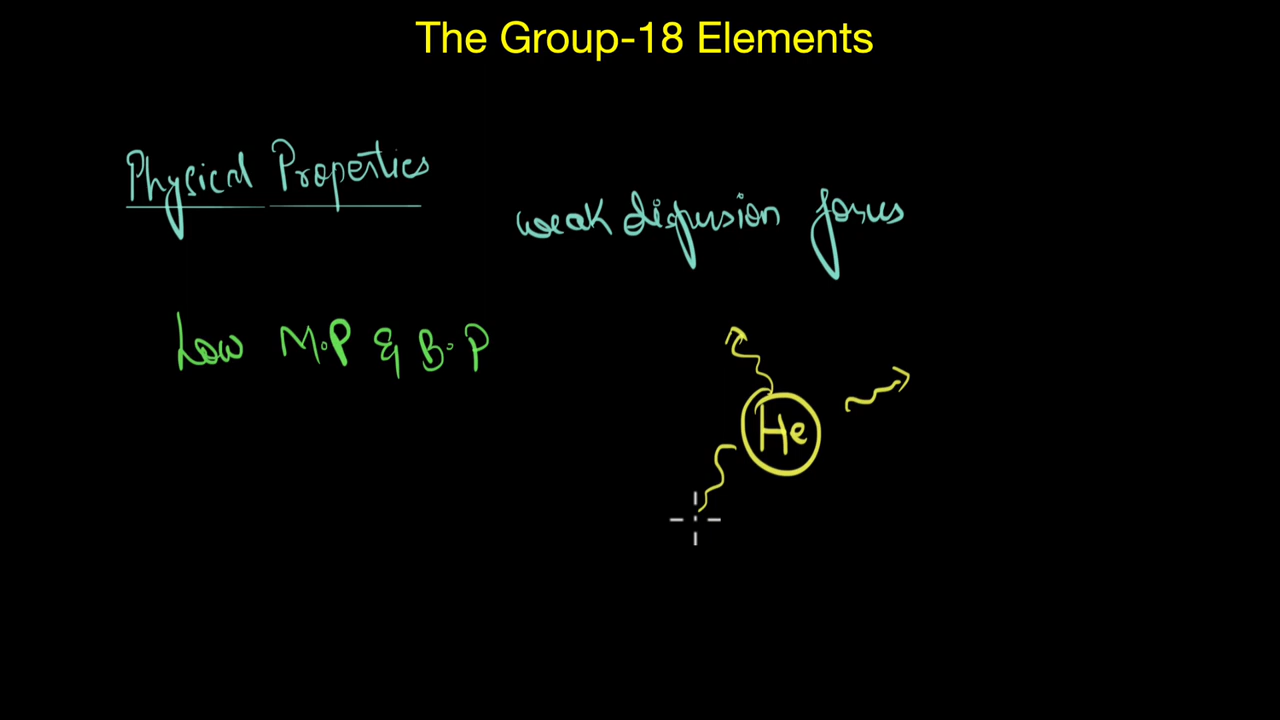 The Group-18 Elements
Physical Properties
weak dispersion forces
Low M.P & B.P
He